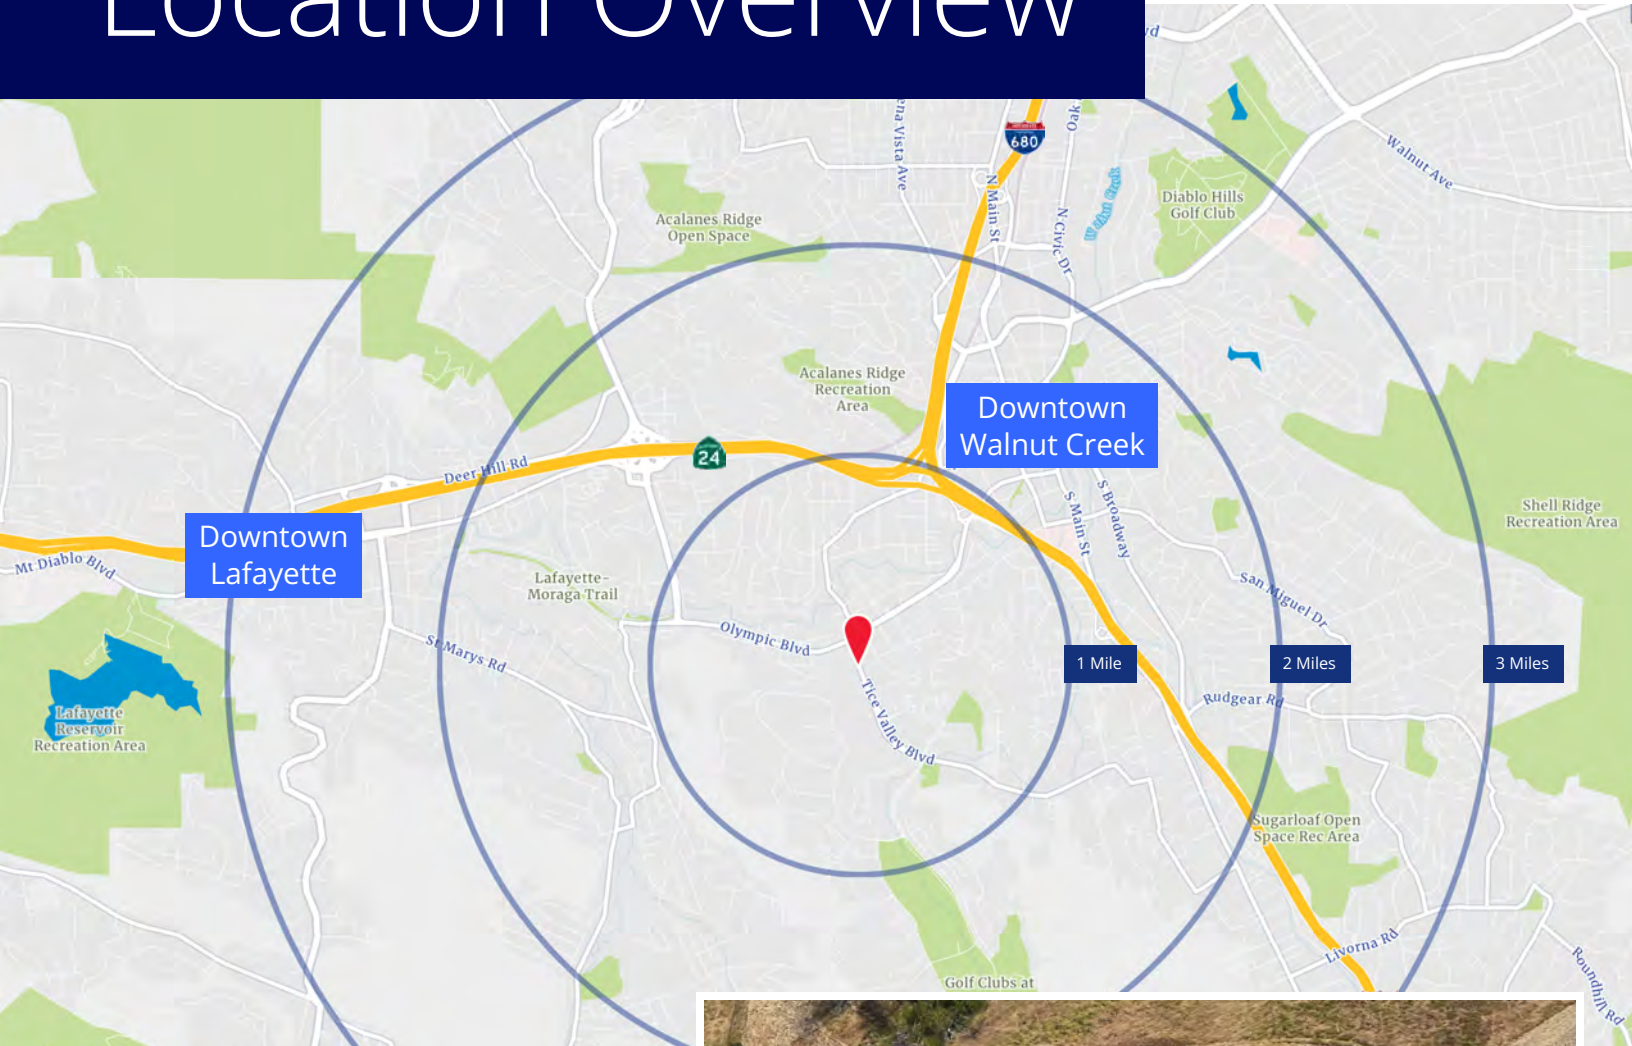 Location Overview
680
Oak
N Main St
N Civic Dr
Walnut Creek
Walnut Ave
Diablo Hills
Golf Club
Acalanes Ridge
Open Space
Acalanes Ridge
Recreation
Area
Downtown
Walnut Creek
24
Deer Hill Rd
S Main St
S Broadway
Shell Ridge
Recreation Area
Downtown
Lafayette
Mt Diablo Blvd
Lafayette-
Moraga Trail
San Miguel Dr
Olympic Blvd
St Marys Rd
1 Mile
2 Miles
3 Miles
Tice Valley Blvd
Rudgear Rd
Lafayette
Reservoir
Recreation Area
Sugarloaf Open
Space Rec Area
Livorna Rd
Roundhill Rd
Golf Clubs at